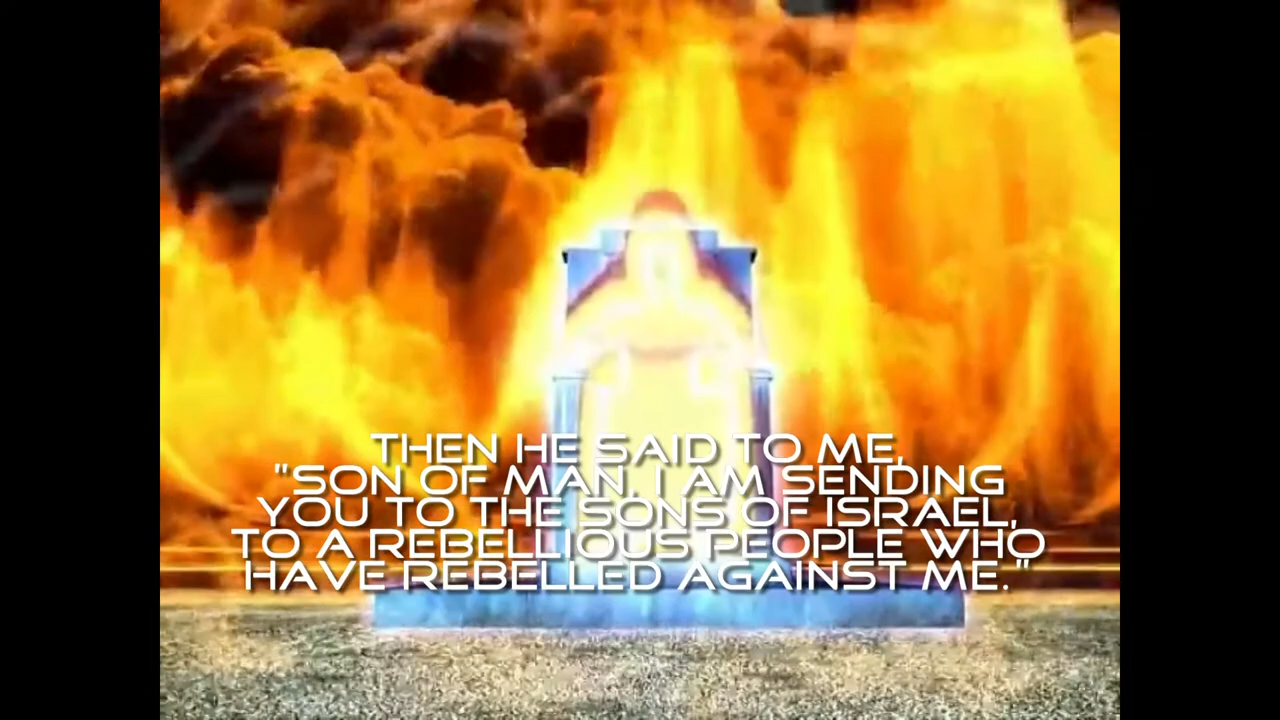 THEN HE SAID TO ME,
"SON OF MAN, I AM SENDING
YOU TO THE SONS OF ISRAEL,
TO A REBELLIOUS PEOPLE WHO
HAVE REBELLED AGAINST ME."